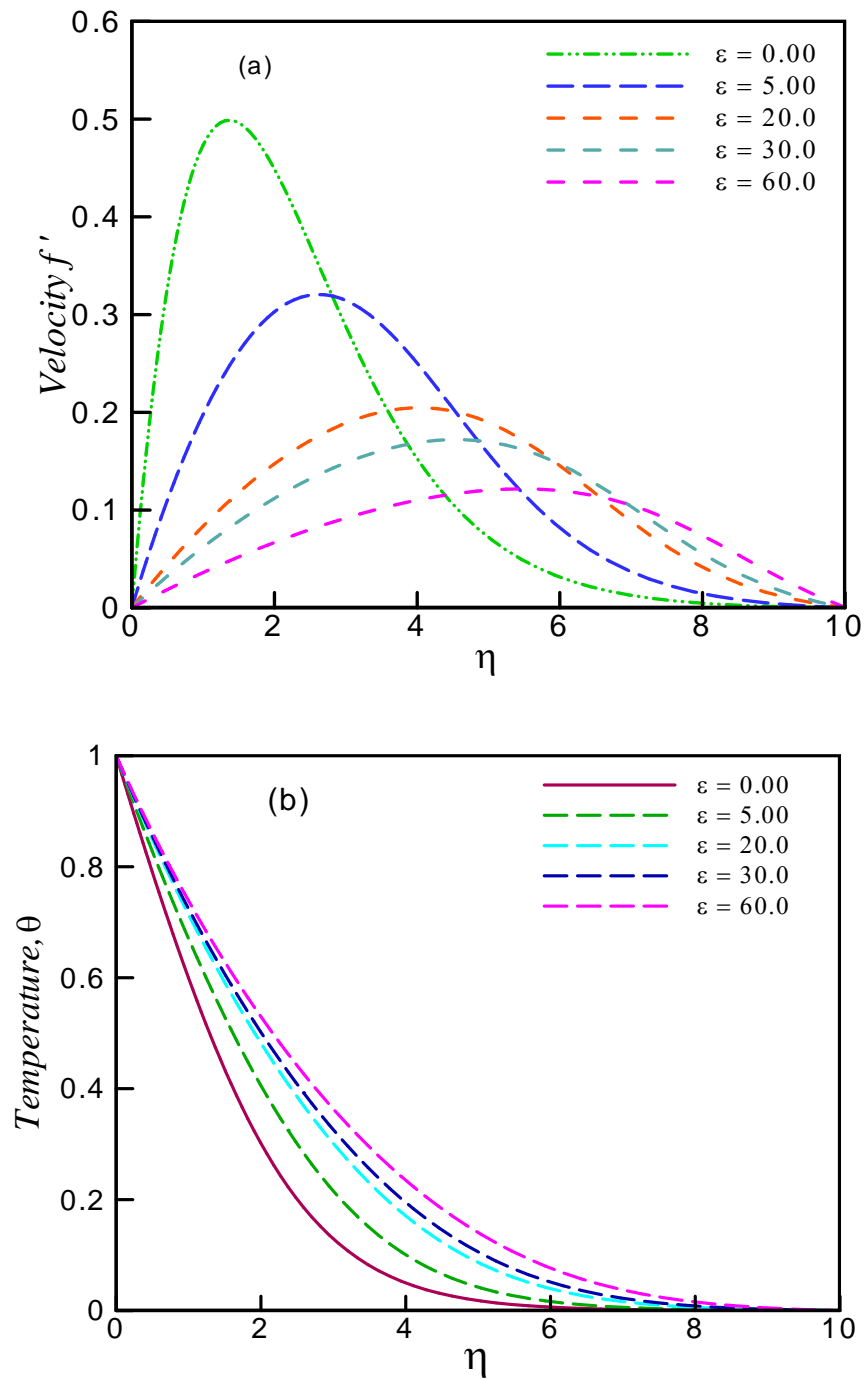 (a)
ε = 0.00
ε = 5.00
ε = 20.0
ε = 30.0
ε = 60.0
Velocity f '
0.6
0.5
0.4
0.3
0.2
0.1
0
0 2 4 6 8 10
η
(b)
ε = 0.00
ε = 5.00
ε = 20.0
ε = 30.0
ε = 60.0
Temperature, θ
1
0.8
0.6
0.4
0.2
0
0 2 4 6 8 10
η